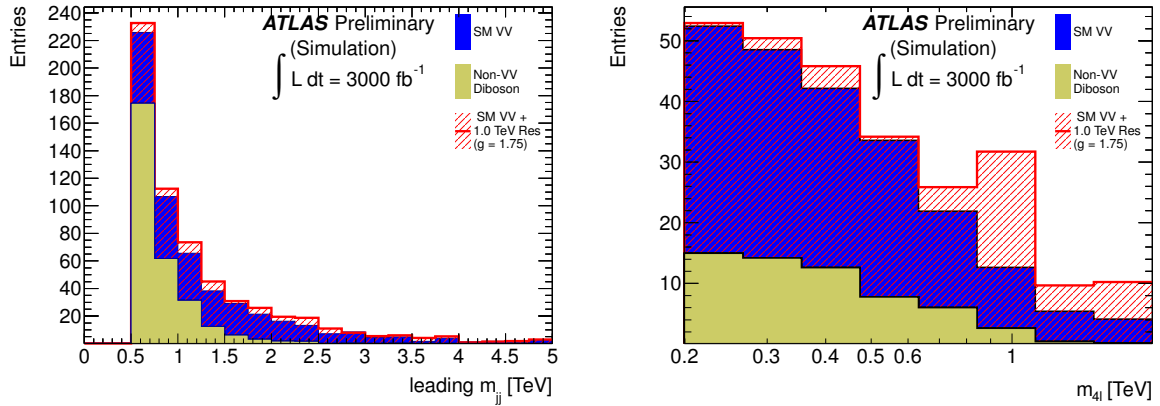 Entries
220
200
180
160
140
120
100
80
60
40
20
0 0.5 1 1.5 2 2.5 3 3.5 4 4.5 5
leading m_jj [TeV]
ATLAS Preliminary
(Simulation)
∫ L dt = 3000 fb⁻¹
SM VV
Non-VV
Diboson
SM VV +
1.0 TeV Res
(g = 1.75)
Entries
50
40
30
20
10
0.2 0.3 0.4 0.5 0.6 1
m_4l [TeV]
ATLAS Preliminary
(Simulation)
∫ L dt = 3000 fb⁻¹
SM VV
Non-VV
Diboson
SM VV +
1.0 TeV Res
(g = 1.75)